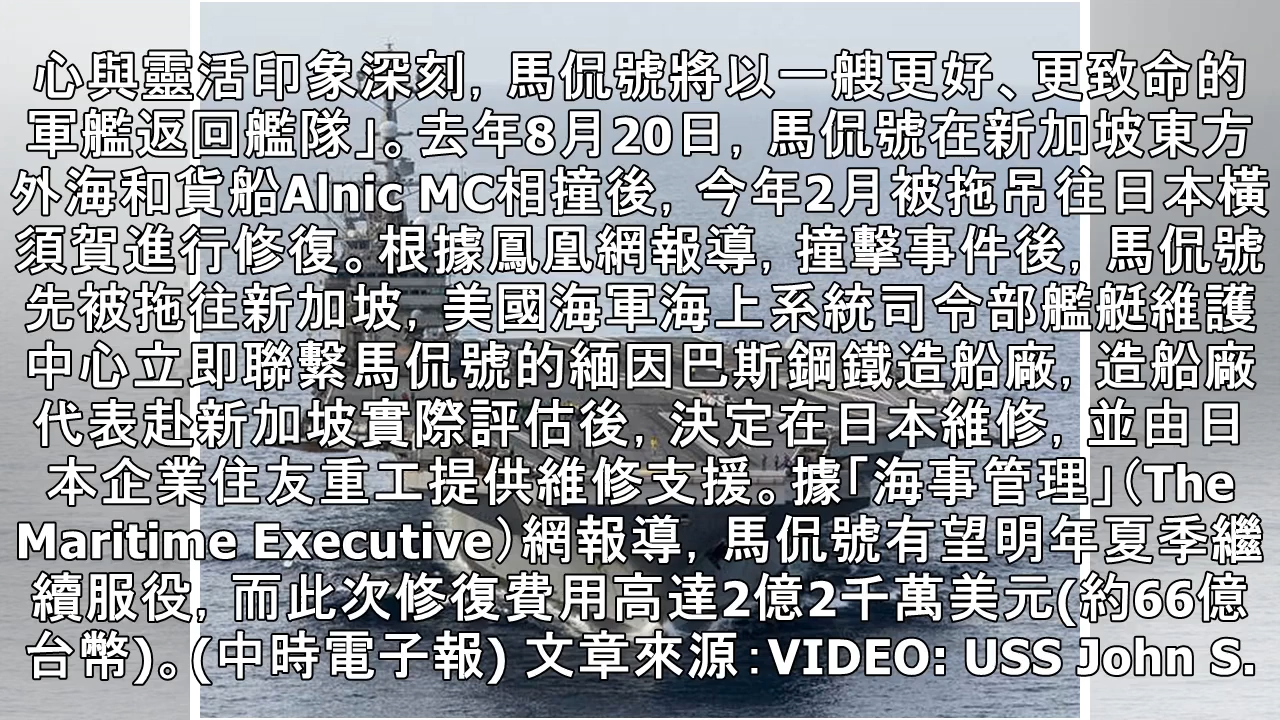 心與靈活印象深刻，馬侃號將以一艘更好、更致命的
軍艦返回艦隊」。去年8月20日，馬侃號在新加坡東方
外海和貨船Alnic MC相撞後，今年2月被拖吊往日本橫
須賀進行修復。根據鳳凰網報導，撞擊事件後，馬侃號
先被拖往新加坡，美國海軍海上系統司令部艦艇維護
中心立即聯繫馬侃號的緬因巴斯鋼鐵造船廠，造船廠
代表赴新加坡實際評估後，決定在日本維修，並由日
本企業住友重工提供維修支援。據「海事管理」（The
Maritime Executive）網報導，馬侃號有望明年夏季繼
續服役，而此次修復費用高達2億2千萬美元(約66億
台幣)。(中時電子報) 文章來源：VIDEO: USS John S.